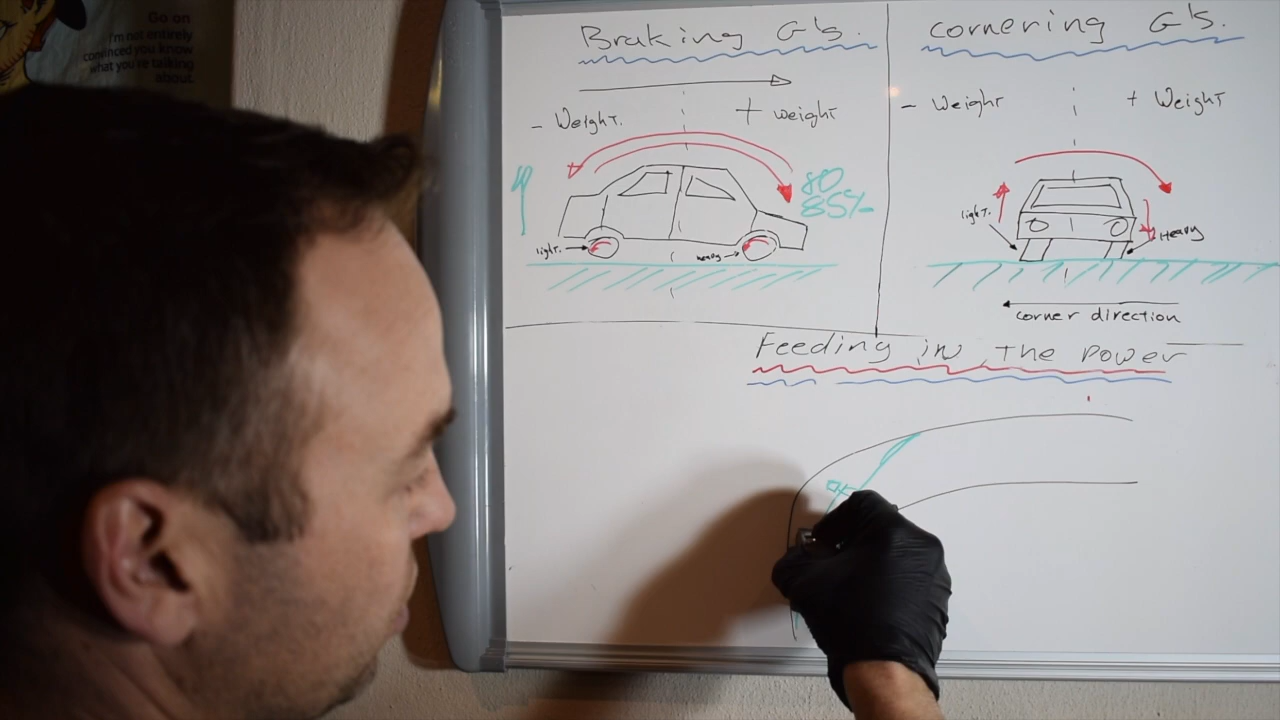 Go on
I'm not entirely
convinced you know
what you're talking
about.
Braking G's.
- Weight.
+ weight
80
85%
light.
heavy
cornering G's.
- Weight
+ Weight
light.
Heavy
corner direction
Feeding in the power